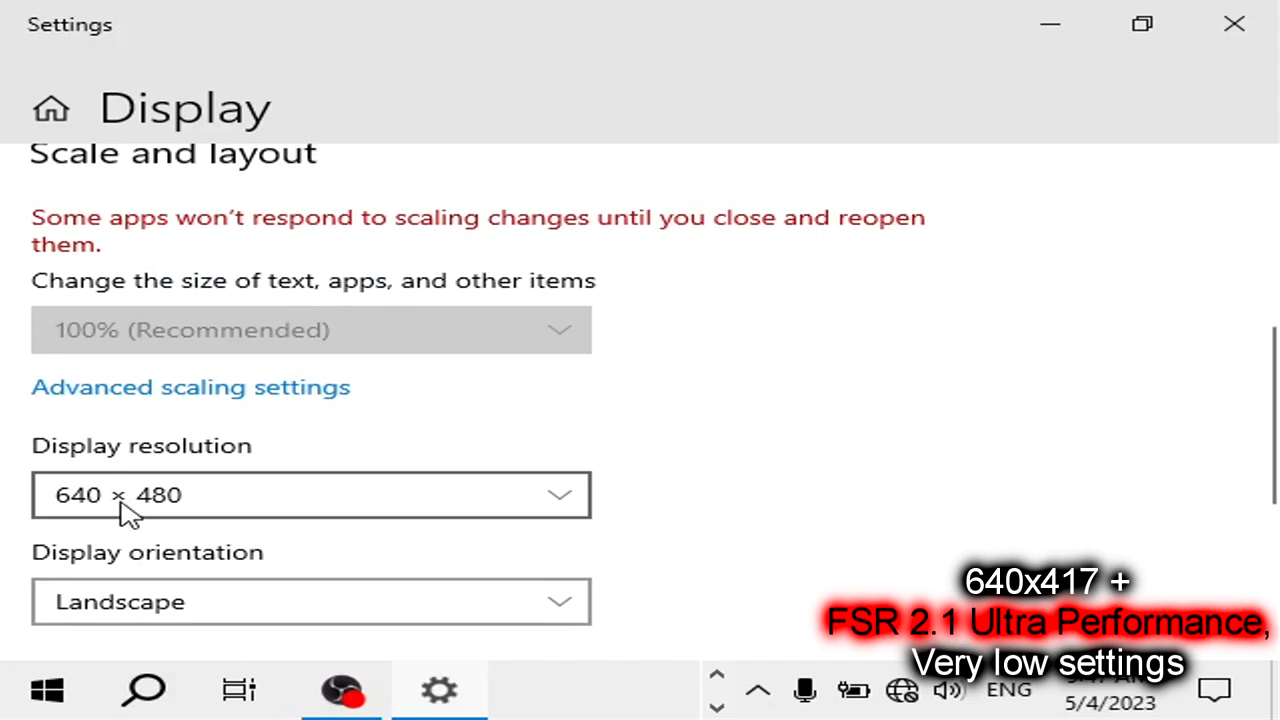 Settings
Display
Scale and layout
Some apps won't respond to scaling changes until you close and reopen
them.
Change the size of text, apps, and other items
100% (Recommended)
Advanced scaling settings
Display resolution
640 × 480
Display orientation
Landscape
640x417 +
FSR 2.1 Ultra Performance,
Very low settings
ENG
5/4/2023